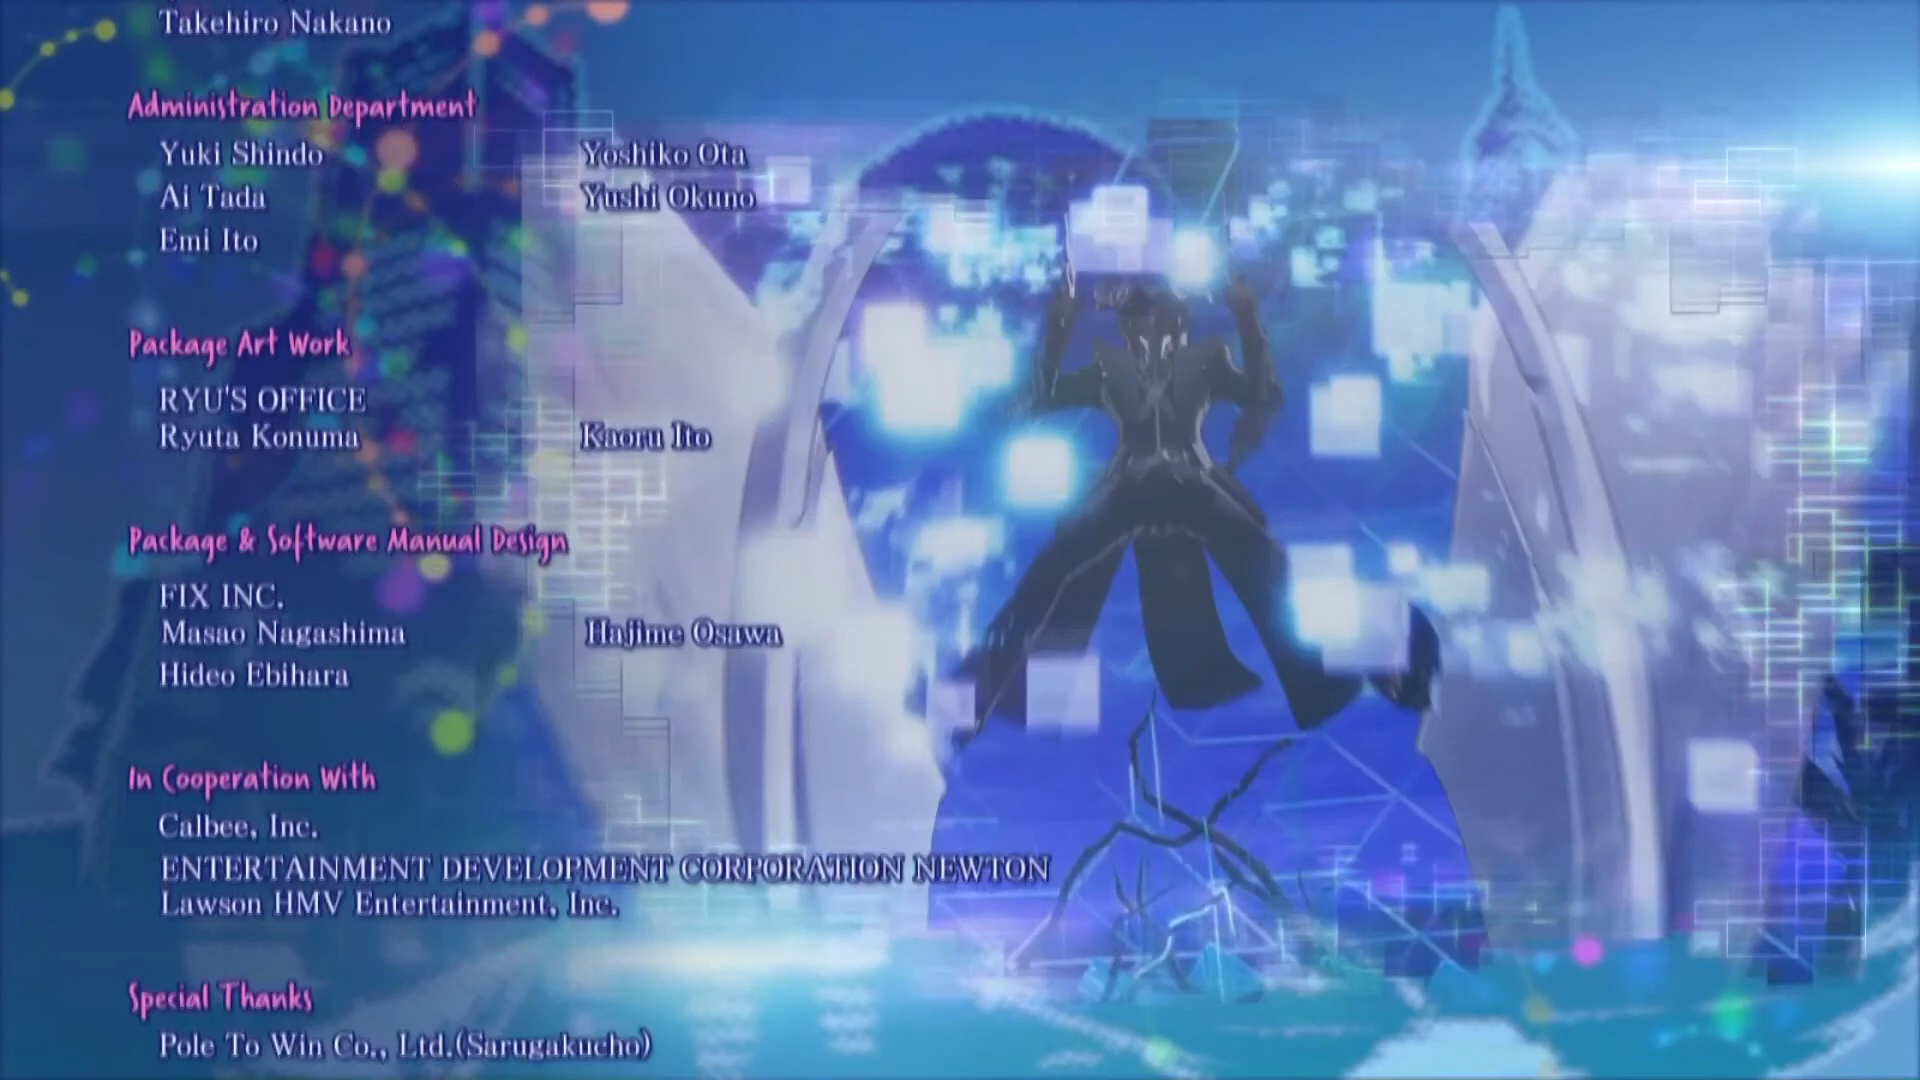 Takehiro Nakano
Administration Department
Yuki Shindo Yoshiko Ota
Ai Tada Yushi Okuno
Emi Ito
Package Art Work
RYU'S OFFICE
Ryuta Konuma Kaoru Ito
Package & Software Manual Design
FIX INC.
Masao Nagashima Hajime Osawa
Hideo Ebihara
In Cooperation With
Calbee, Inc.
ENTERTAINMENT DEVELOPMENT CORPORATION NEWTON
Lawson HMV Entertainment, Inc.
Special Thanks
Pole To Win Co., Ltd.(Sarugakucho)